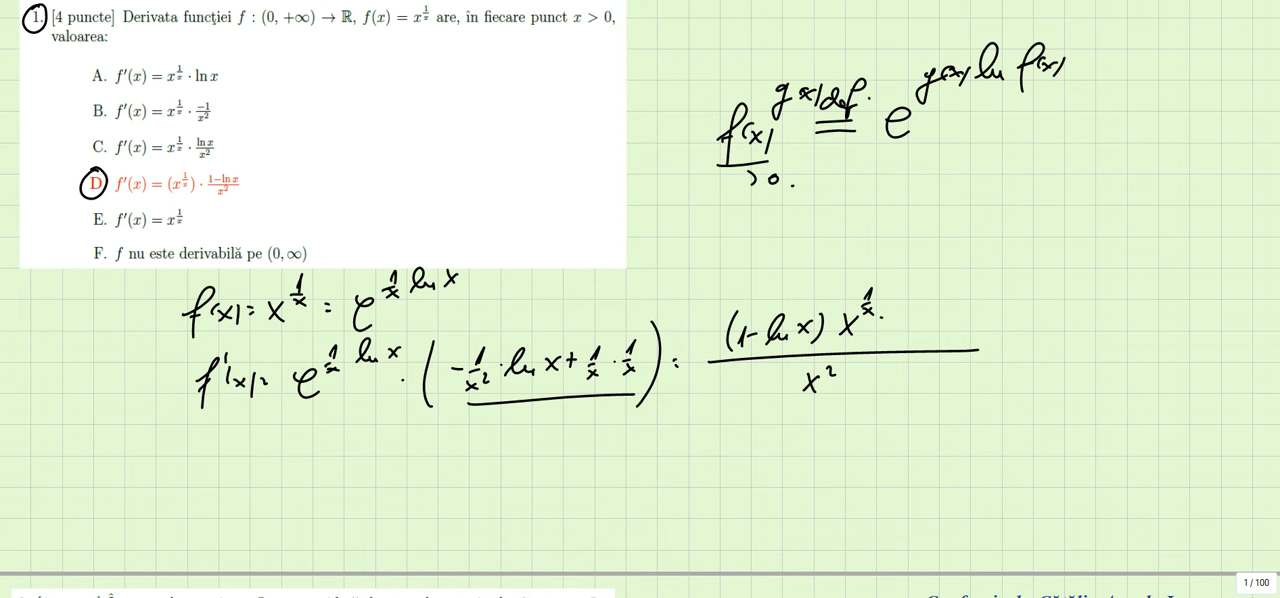 1. [4 puncte] Derivata funcției f : (0, +∞) → ℝ, f(x) = x^{1/x} are, în fiecare punct x > 0,
valoarea:
A. f′(x) = x^{1/x} · ln x
B. f′(x) = x^{1/x} · −1/x²
C. f′(x) = x^{1/x} · ln x/x²
D. f′(x) = (x^{1/x}) · (1−ln x)/x²
E. f′(x) = x^{1/x}
F. f nu este derivabilă pe (0, ∞)
f(x)^{g(x)} def. = e^{g(x) ln f(x)}
> 0.
f(x) = x^{1/x} = e^{1/x ln x}
f′(x) = e^{1/x ln x} · (−1/x² · ln x + 1/x · 1/x) = (1 − ln x) x^{1/x} / x²
1 / 100